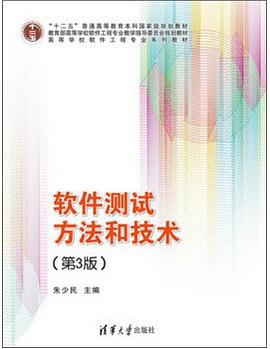 “十二五”普通高等教育本科国家级规划教材
教育部高等学校软件工程专业教学指导委员会规划教材
高等学校软件工程专业系列教材
软件测试
方法和技术
（第3版）
朱少民 主编
清华大学出版社